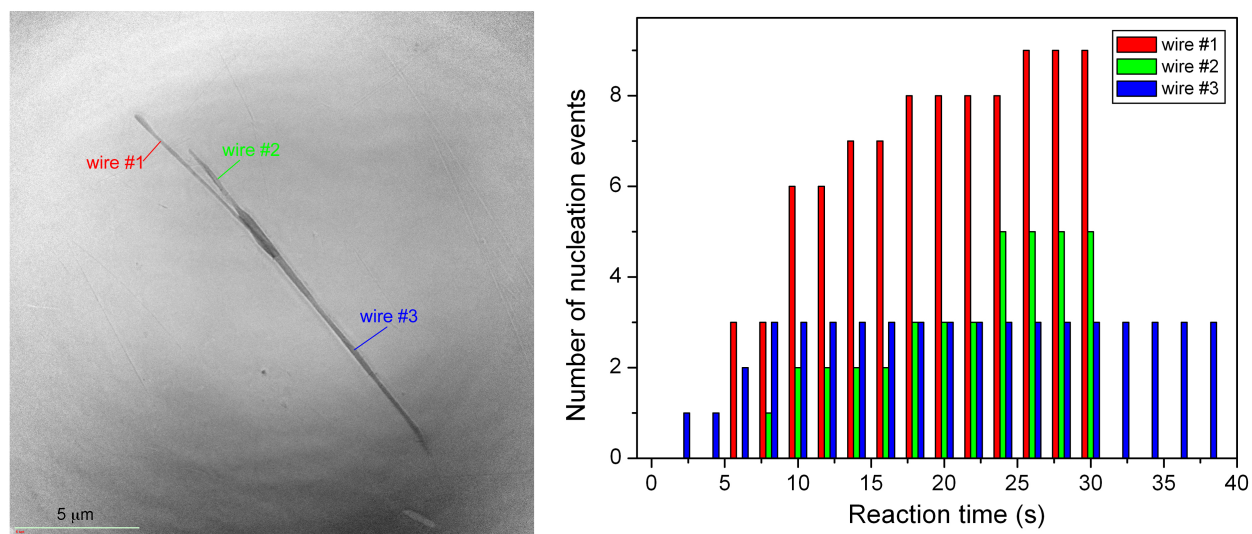 wire #1
wire #2
wire #3
5 μm
Number of nucleation events
8
6
4
2
0
wire #1
wire #2
wire #3
0 5 10 15 20 25 30 35 40
Reaction time (s)